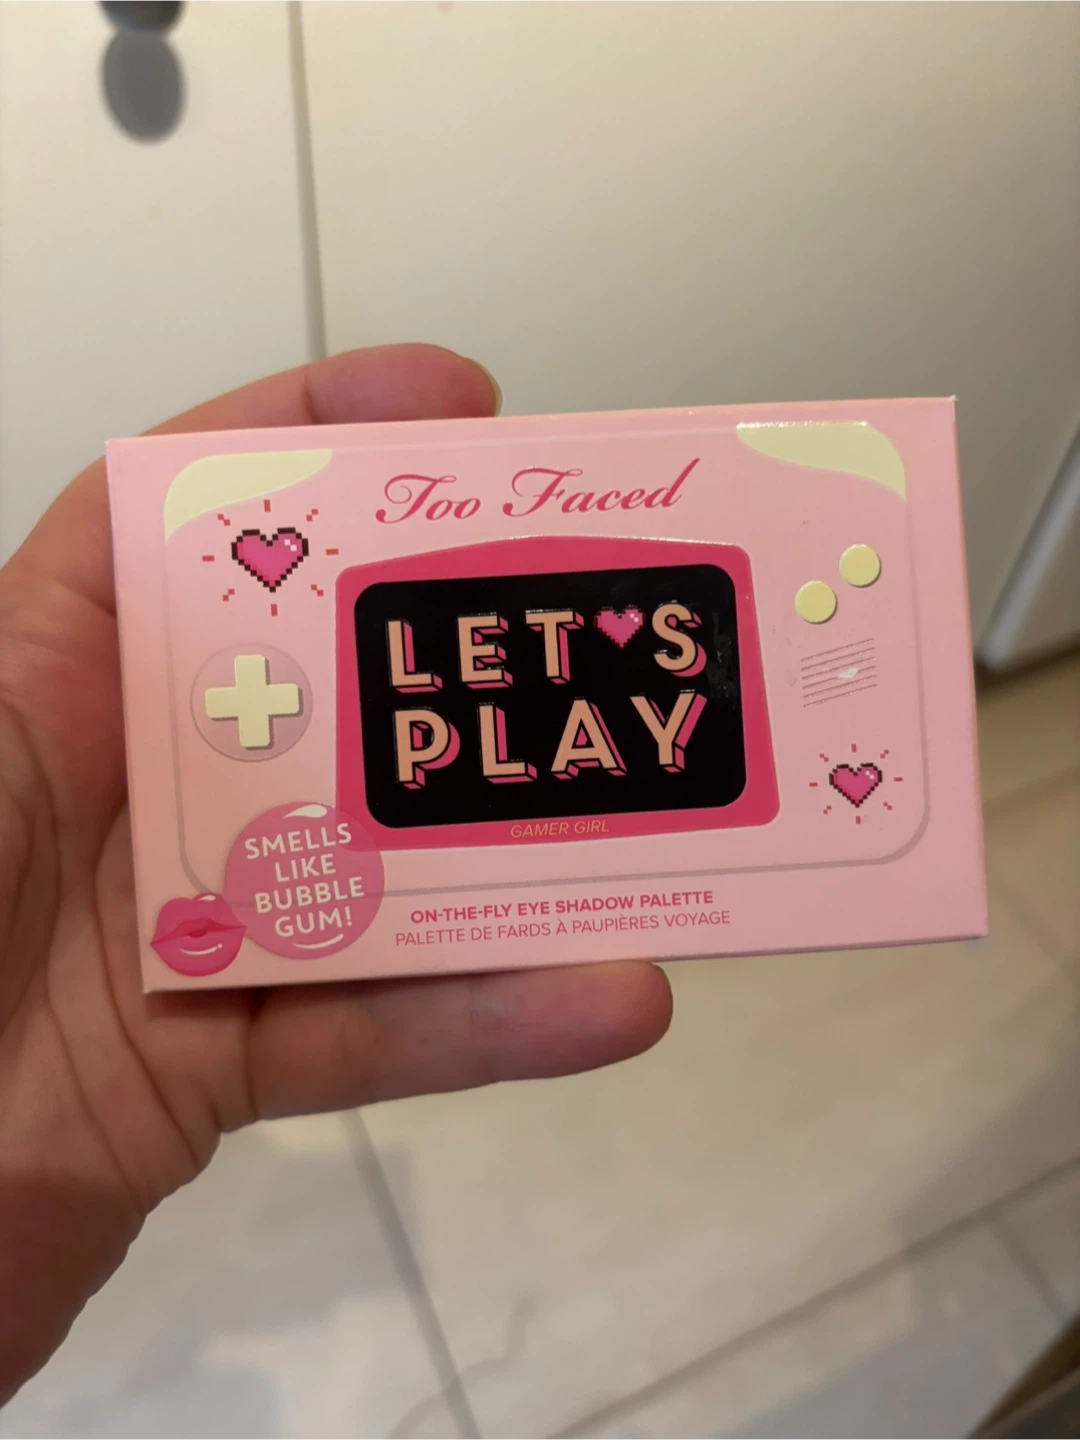 Too Faced
LET'S
PLAY
GAMER GIRL
SMELLS
LIKE
BUBBLE
GUM!
ON-THE-FLY EYE SHADOW PALETTE
PALETTE DE FARDS À PAUPIÈRES VOYAGE